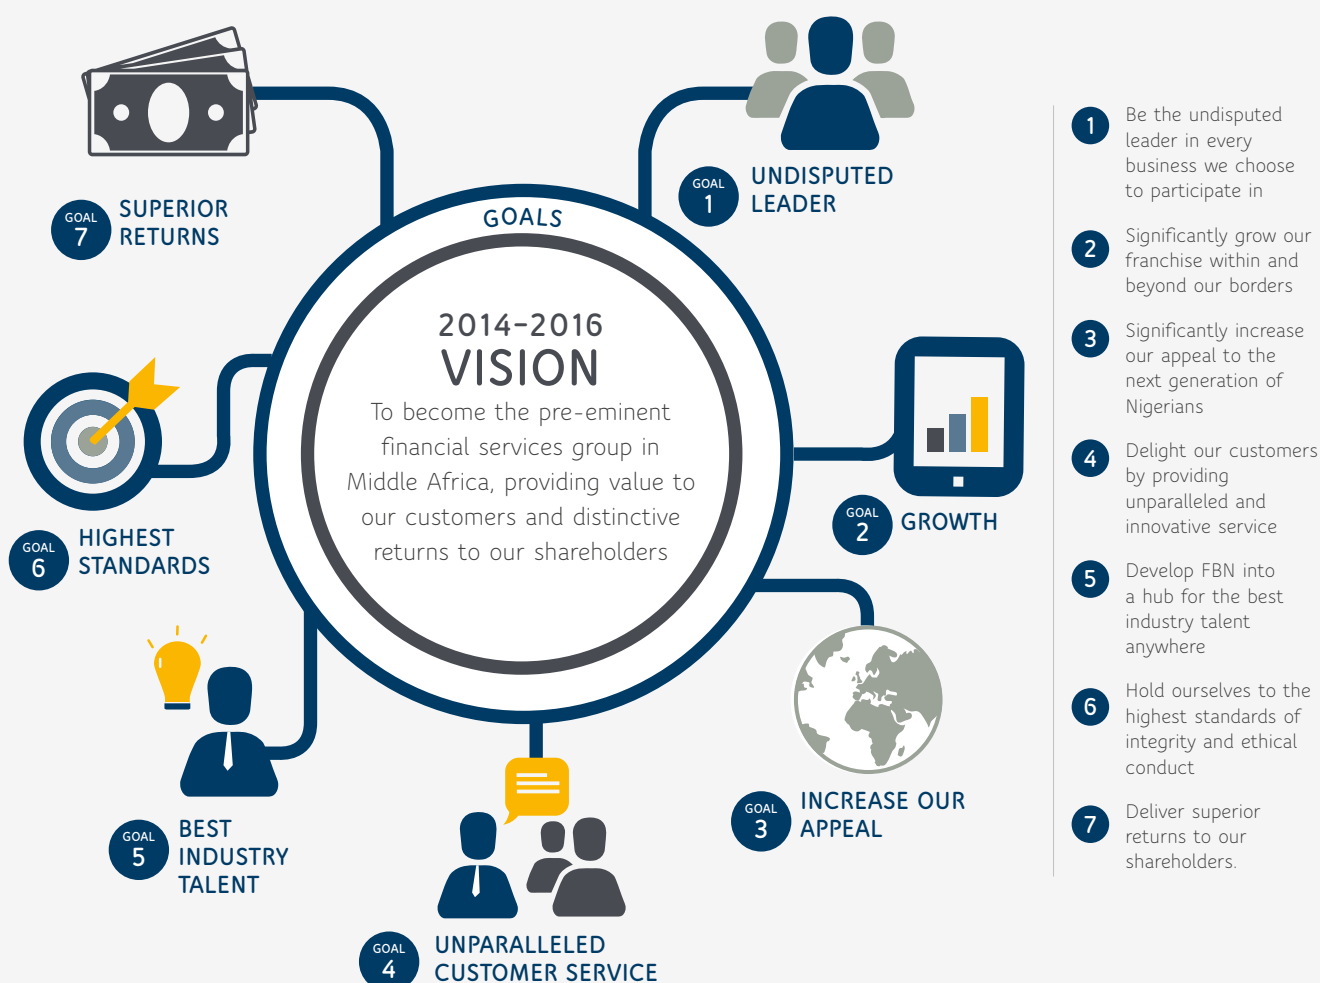 GOALS
2014-2016
VISION
To become the pre-eminent
financial services group in
Middle Africa, providing value to
our customers and distinctive
returns to our shareholders
GOAL
1
UNDISPUTED
LEADER
GOAL
2
GROWTH
GOAL
3
INCREASE OUR
APPEAL
GOAL
4
UNPARALLELED
CUSTOMER SERVICE
GOAL
5
BEST
INDUSTRY
TALENT
GOAL
6
HIGHEST
STANDARDS
GOAL
7
SUPERIOR
RETURNS
1
Be the undisputed
leader in every
business we choose
to participate in
2
Significantly grow our
franchise within and
beyond our borders
3
Significantly increase
our appeal to the
next generation of
Nigerians
4
Delight our customers
by providing
unparalleled and
innovative service
5
Develop FBN into
a hub for the best
industry talent
anywhere
6
Hold ourselves to the
highest standards of
integrity and ethical
conduct
7
Deliver superior
returns to our
shareholders.